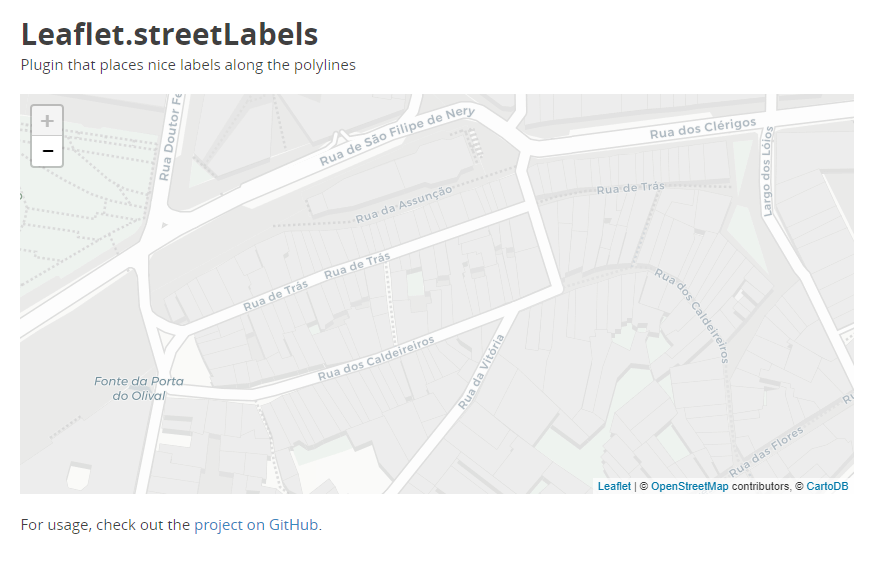 Leaflet.streetLabels
Plugin that places nice labels along the polylines
+
−
Rua Doutor Fe
Rua de São Filipe de Nery
Rua dos Clérigos
Largo dos Lóios
Rua da Assunção
Rua de Trás
Rua de Trás
Rua de Trás
Rua dos Caldeireiros
Rua dos Caldeireiros
Rua da Vitória
Fonte da Porta
do Olival
Rua das Flores
Leaflet | © OpenStreetMap contributors, © CartoDB
For usage, check out the project on GitHub.